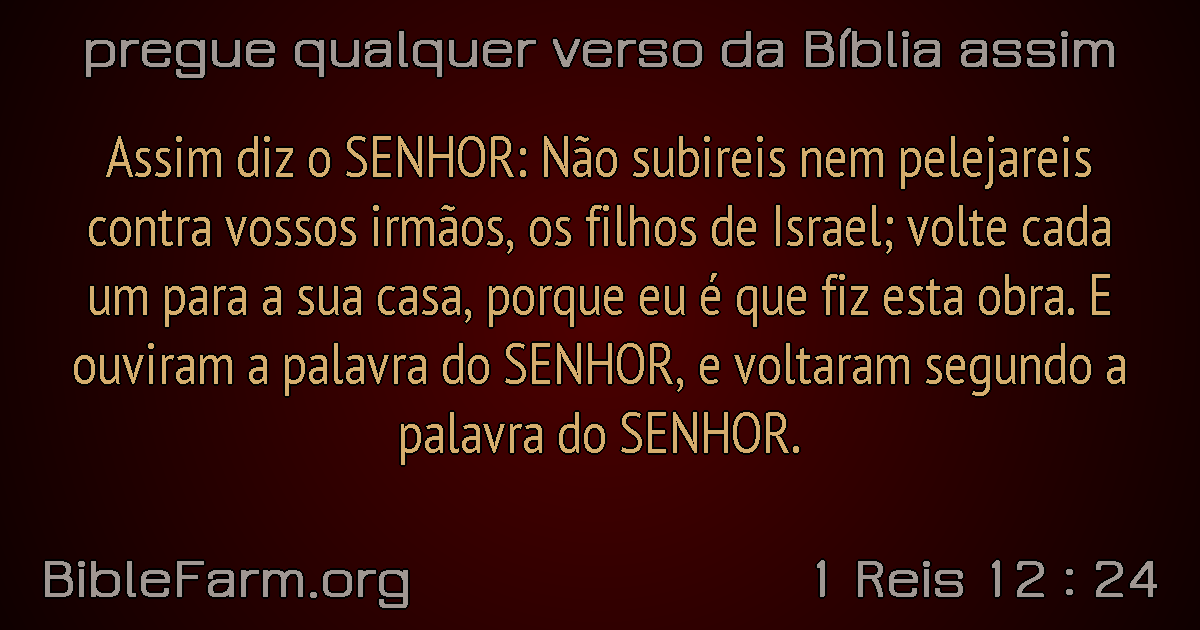 pregue qualquer verso da Bíblia assim
Assim diz o SENHOR: Não subireis nem pelejareis
contra vossos irmãos, os filhos de Israel; volte cada
um para a sua casa, porque eu é que fiz esta obra. E
ouviram a palavra do SENHOR, e voltaram segundo a
palavra do SENHOR.
BibleFarm.org
1 Reis 12 : 24